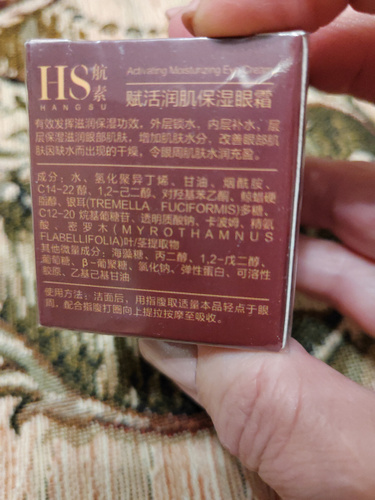 HS 航素
HANGSU
Activating Moisturizing Eye Cream
赋活润肌保湿眼霜
有效发挥滋润保湿功效，外层锁水，内层补水，层
层保湿滋润眼部肌肤，增加肌肤水分，改善眼部肌
肤因缺水而出现的干燥，令眼周肌肤水润充盈。
成分：水、氢化聚异丁烯、甘油、烟酰胺、
C14-22醇、1,2-己二醇、对羟基苯乙酮、鲸蜡硬
脂醇、银耳(TREMELLA FUCIFORMIS)多糖、
C12-20 烷基葡糖苷、透明质酸钠、卡波姆、精氨
酸、密罗木(MYROTHAMNUS
FLABELLIFOLIA)叶/茎提取物
其他微量成分：海藻糖、丙二醇、1,2-戊二醇、
葡萄糖、β-葡聚糖、氯化钠、弹性蛋白、可溶性
胶原、乙基己基甘油
使用方法：洁面后，用指腹取适量本品轻点于眼
周，配合指腹打圈向上提拉按摩至吸收。